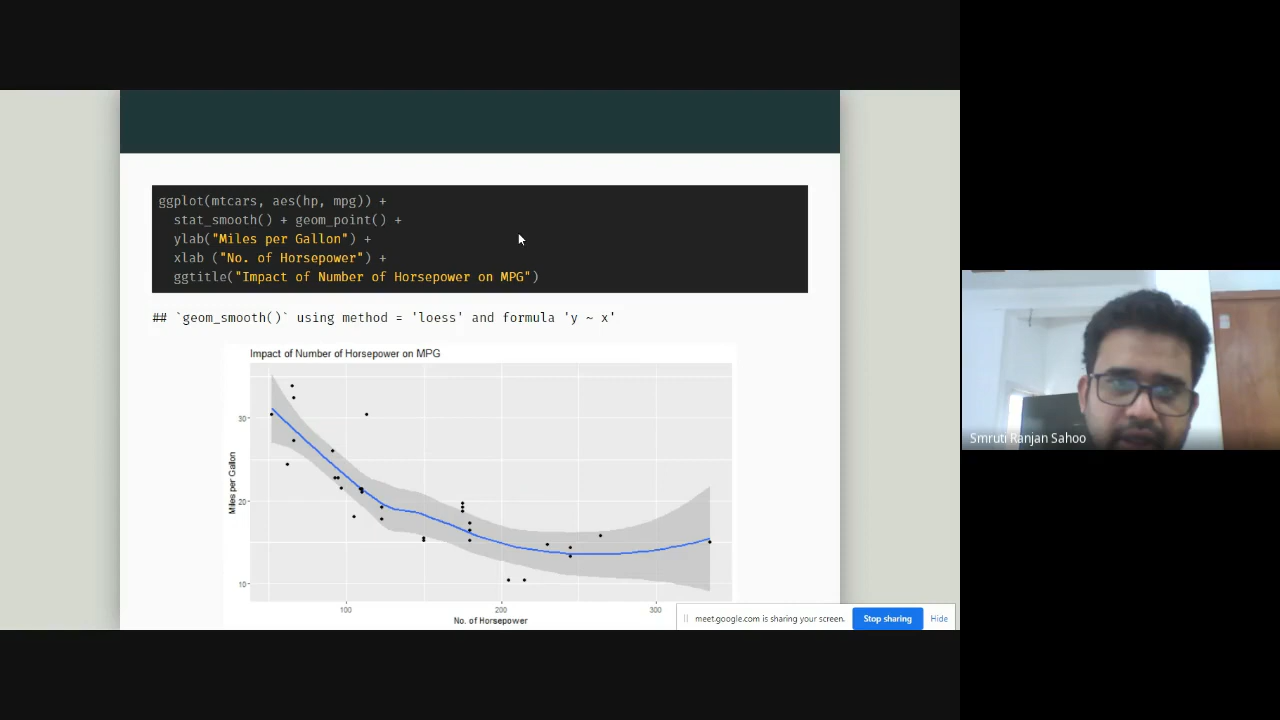 ggplot(mtcars, aes(hp, mpg)) +
stat_smooth() + geom_point() +
ylab("Miles per Gallon") +
xlab ("No. of Horsepower") +
ggtitle("Impact of Number of Horsepower on MPG")
## `geom_smooth()` using method = 'loess' and formula 'y ~ x'
Impact of Number of Horsepower on MPG
30
20
10
Miles per Gallon
100
200
300
No. of Horsepower
meet.google.com is sharing your screen.
Stop sharing
Hide
Smruti Ranjan Sahoo